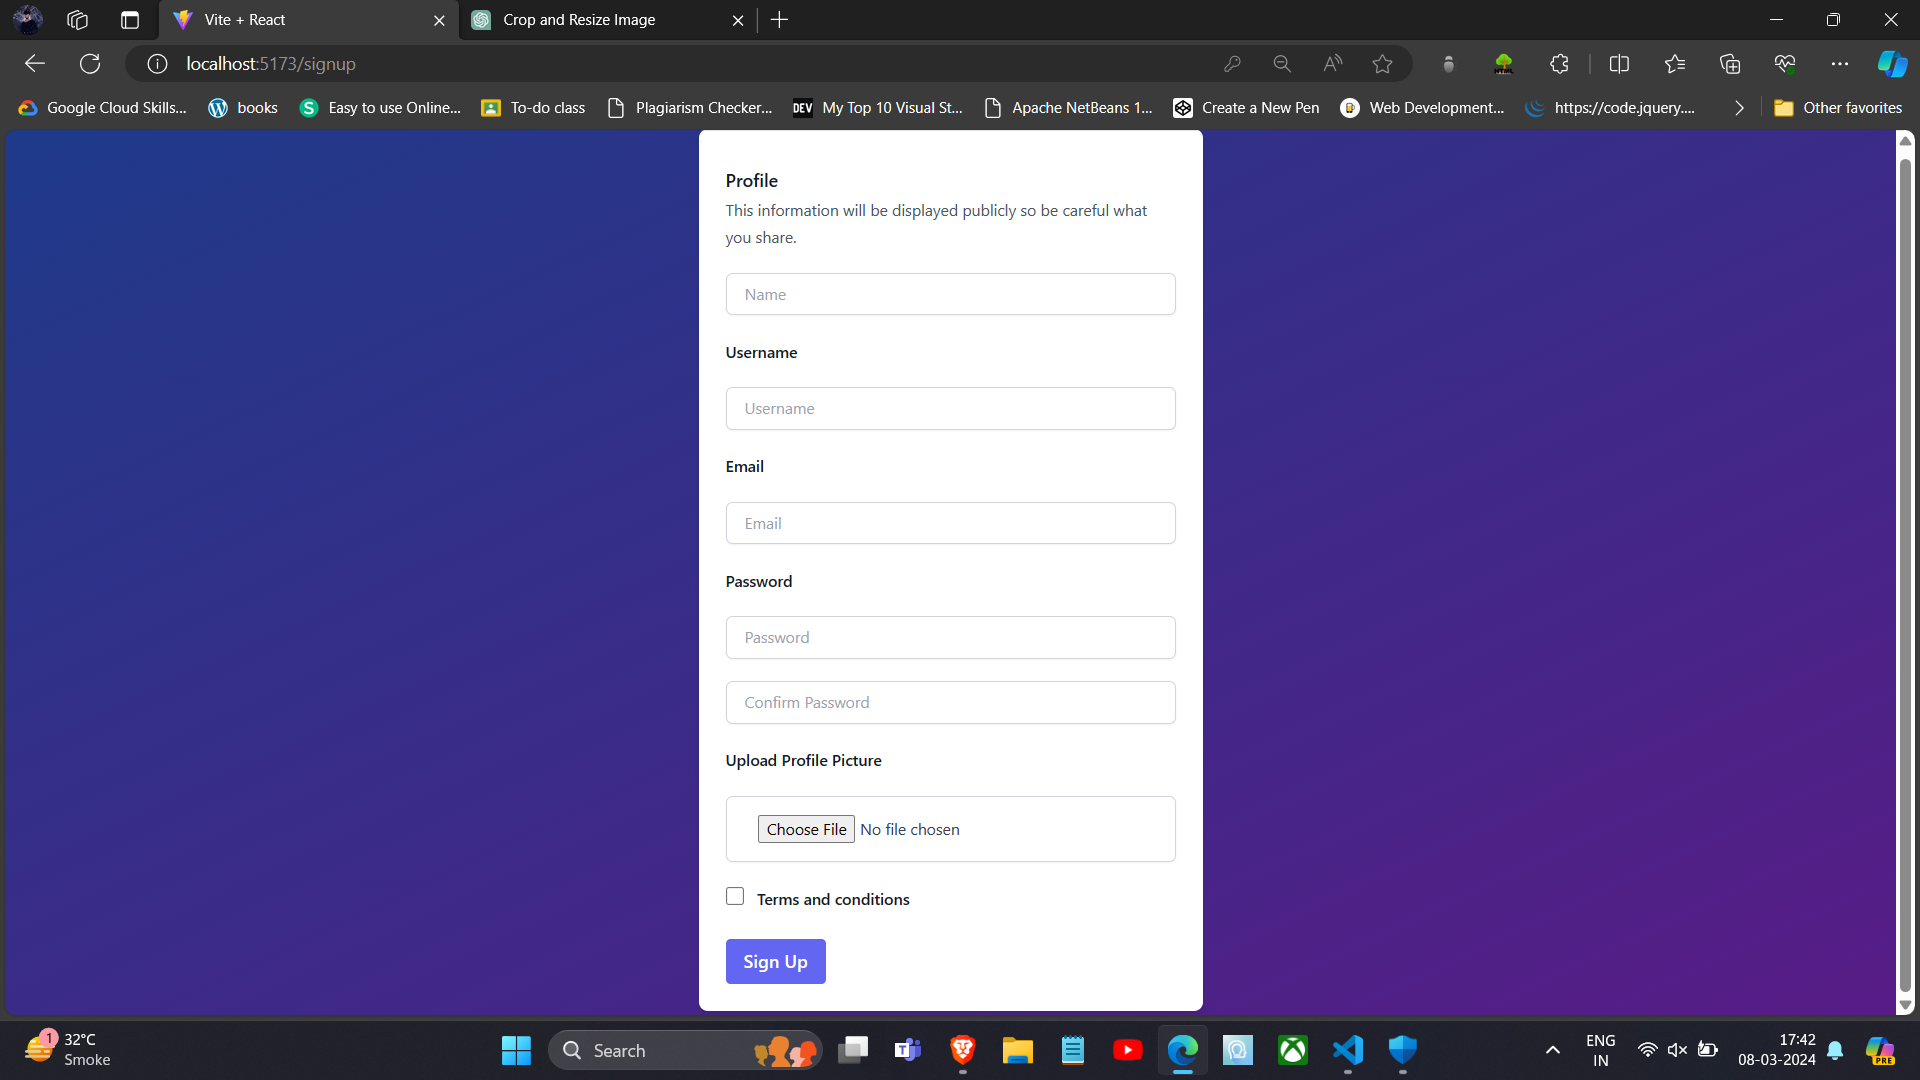 Vite + React
Crop and Resize Image
localhost:5173/signup
Google Cloud Skills...
books
S
Easy to use Online...
To-do class
Plagiarism Checker...
DEV
My Top 10 Visual St...
Apache NetBeans 1...
Create a New Pen
Web Development...
https://code.jquery....
Other favorites
Profile
This information will be displayed publicly so be careful what
you share.
Name
Username
Username
Email
Email
Password
Password
Confirm Password
Upload Profile Picture
Choose File No file chosen
Terms and conditions
Sign Up
1
32°C
Smoke
Search
T
ENG
IN
17:42
08-03-2024
PRE